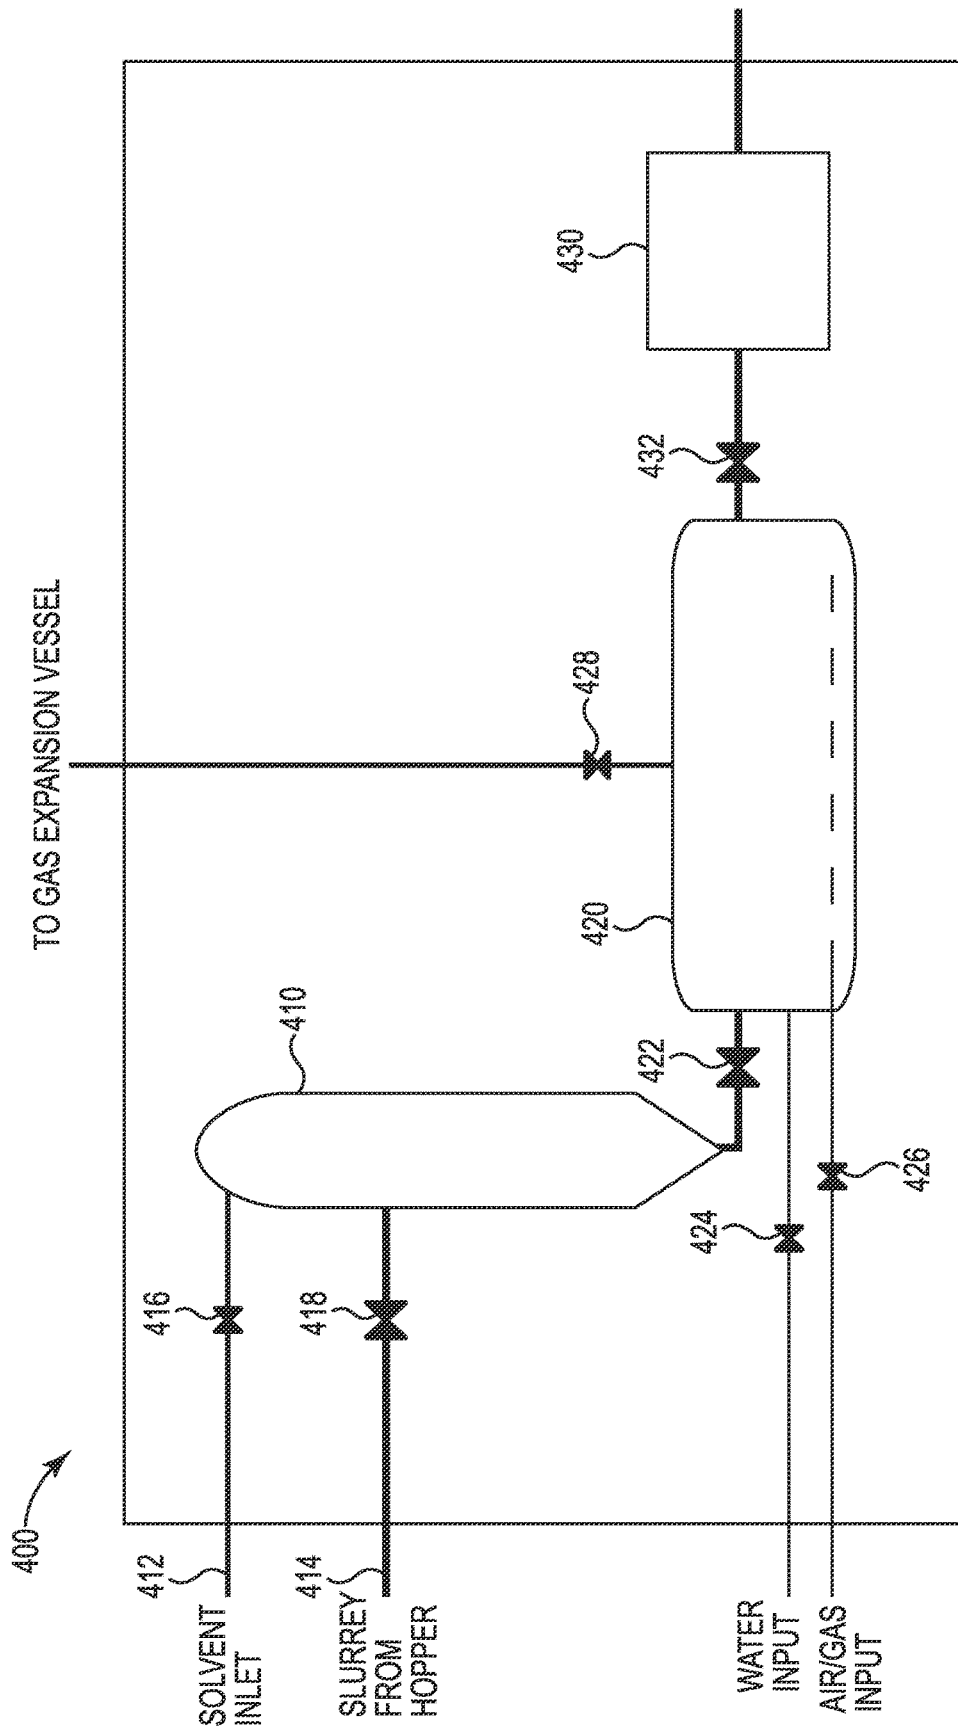 400
TO GAS EXPANSION VESSEL
SOLVENT
INLET
412
416
410
SLURREY
FROM
HOPPER
414
418
428
430
432
420
422
424
426
WATER
INPUT
AIR/GAS
INPUT